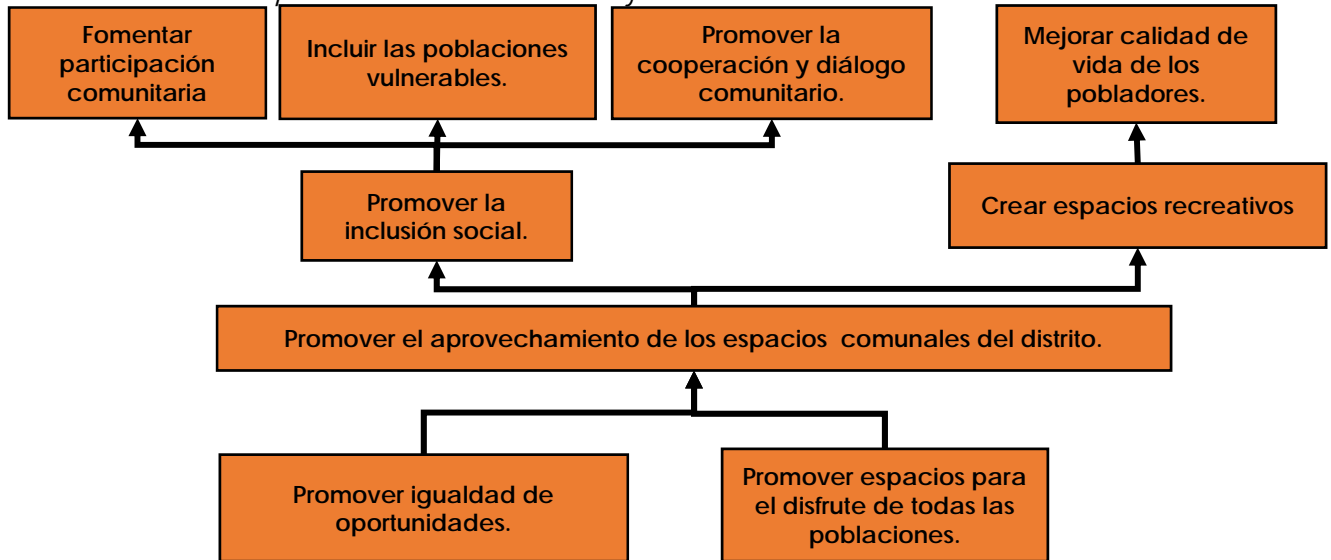 Fomentar
participación
comunitaria
Incluir las poblaciones
vulnerables.
Promover la
cooperación y diálogo
comunitario.
Mejorar calidad de
vida de los
pobladores.
Promover la
inclusión social.
Crear espacios recreativos
Promover el aprovechamiento de los espacios comunales del distrito.
Promover igualdad de
oportunidades.
Promover espacios para
el disfrute de todas las
poblaciones.